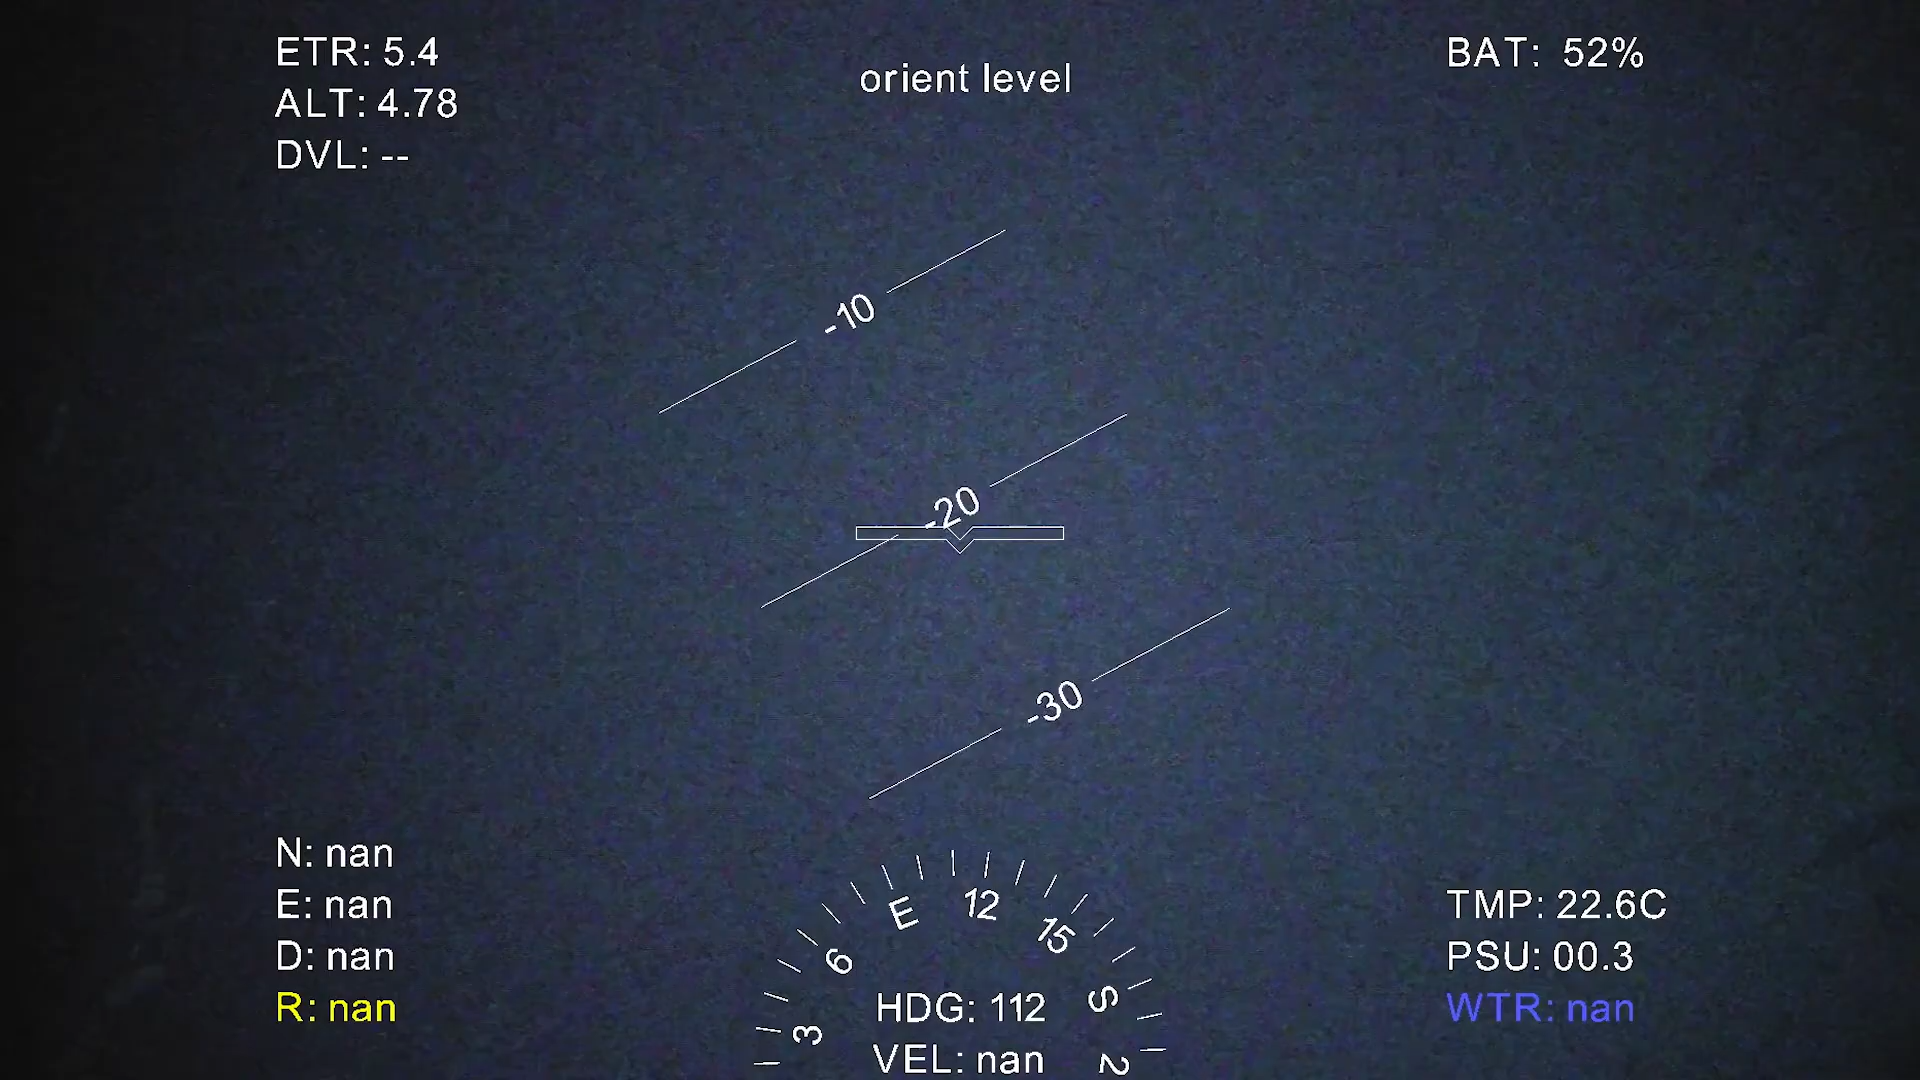 ETR: 5.4
ALT: 4.78
DVL: --
orient level
BAT: 52%
-10
-20
-30
N: nan
E: nan
D: nan
R: nan
3
6
E
12
15
S
2
HDG: 112
VEL: nan
TMP: 22.6C
PSU: 00.3
WTR: nan